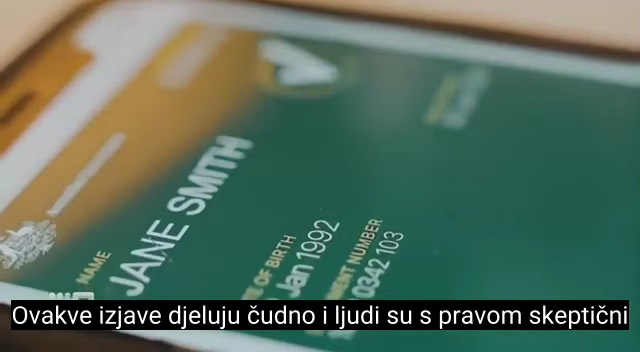 NAME
JANE SMITH
OF BIRTH
Jan 1992
NUMBER
0342 103
Ovakve izjave djeluju čudno i ljudi su s pravom skeptični